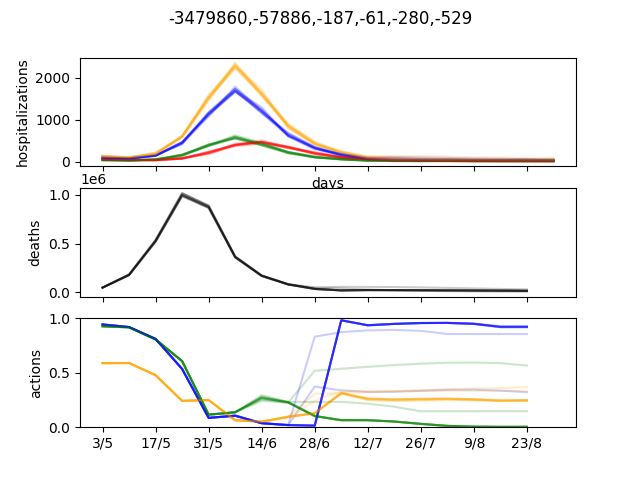 -3479860,-57886,-187,-61,-280,-529
hospitalizations
2000
1000
0
days
1e6
deaths
1.0
0.5
0.0
actions
1.0
0.5
0.0
3/5 17/5 31/5 14/6 28/6 12/7 26/7 9/8 23/8